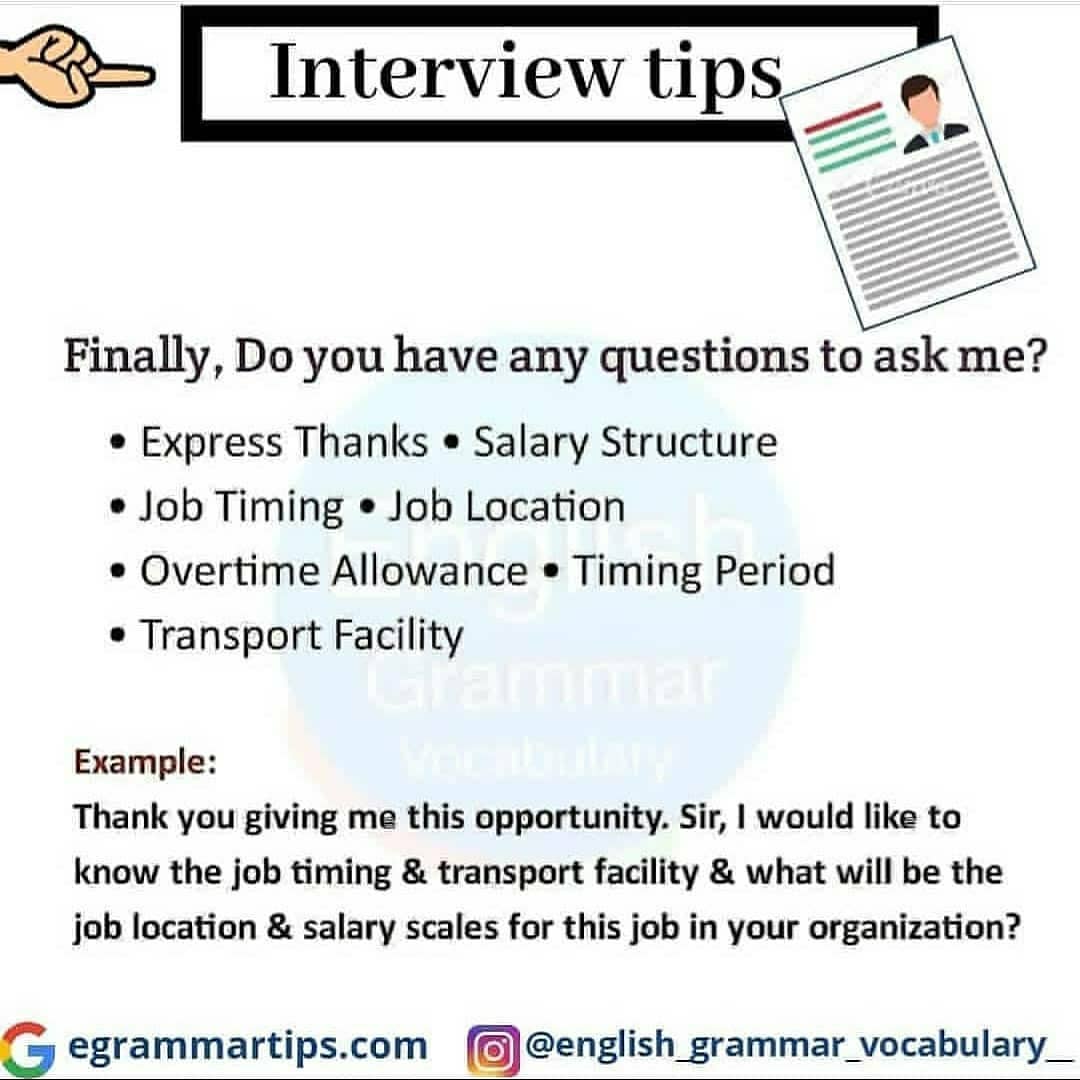 Interview tips
Finally, Do you have any questions to ask me?
• Express Thanks • Salary Structure
• Job Timing • Job Location
• Overtime Allowance • Timing Period
• Transport Facility
English
Grammar
Vocabulary
Example:
Thank you giving me this opportunity. Sir, I would like to
know the job timing & transport facility & what will be the
job location & salary scales for this job in your organization?
egrammartips.com @english_grammar_vocabulary__